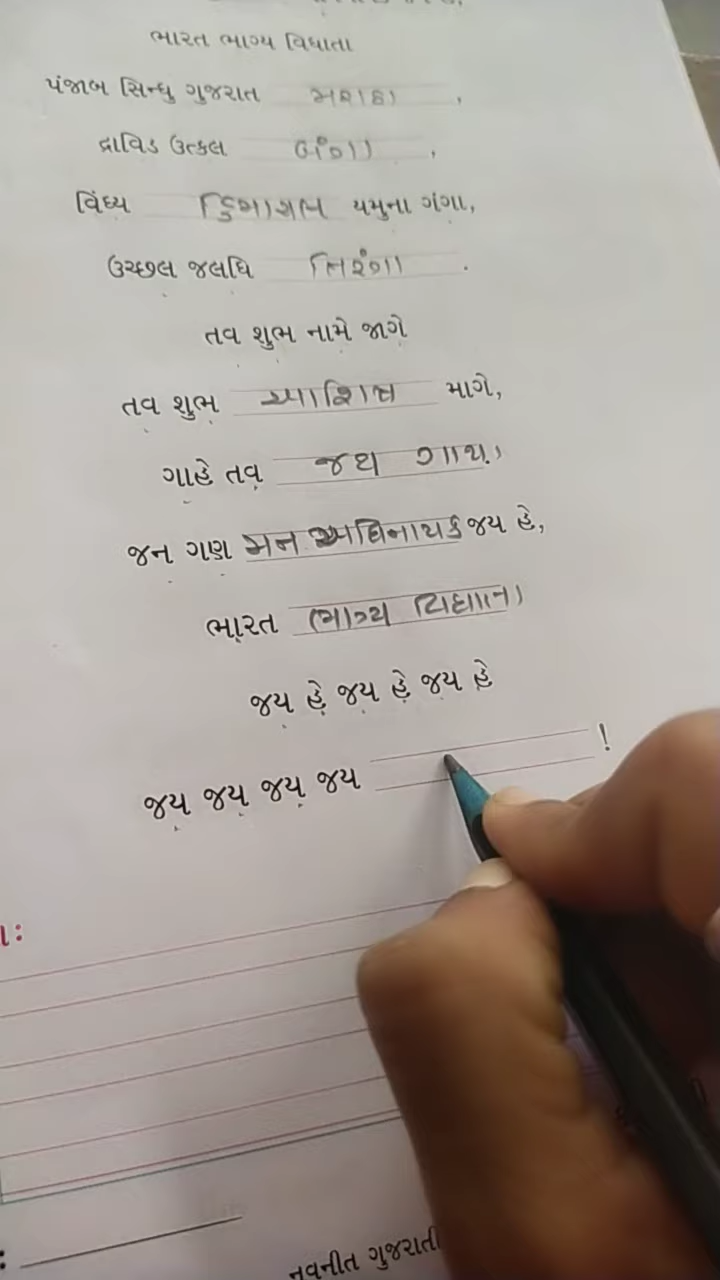 ભારત ભાગ્ય વિધાતા
પંજાબ સિન્ધુ ગુજરાત મરાઠા,
દ્રાવિડ ઉત્કલ બંગા,
વિંધ્ય હિમાચલ યમુના ગંગા,
ઉચ્છલ જલધિ તિરંગા.
તવ શુભ નામે જાગે
તવ શુભ આશિષ માગે,
ગાહે તવ જય ગાથા
જન ગણ મન અધિનાયક જય હે,
ભારત ભાગ્ય વિધાતા
જય હે જય હે જય હે
જય જય જય જય !
નવનીત ગુજરાતી